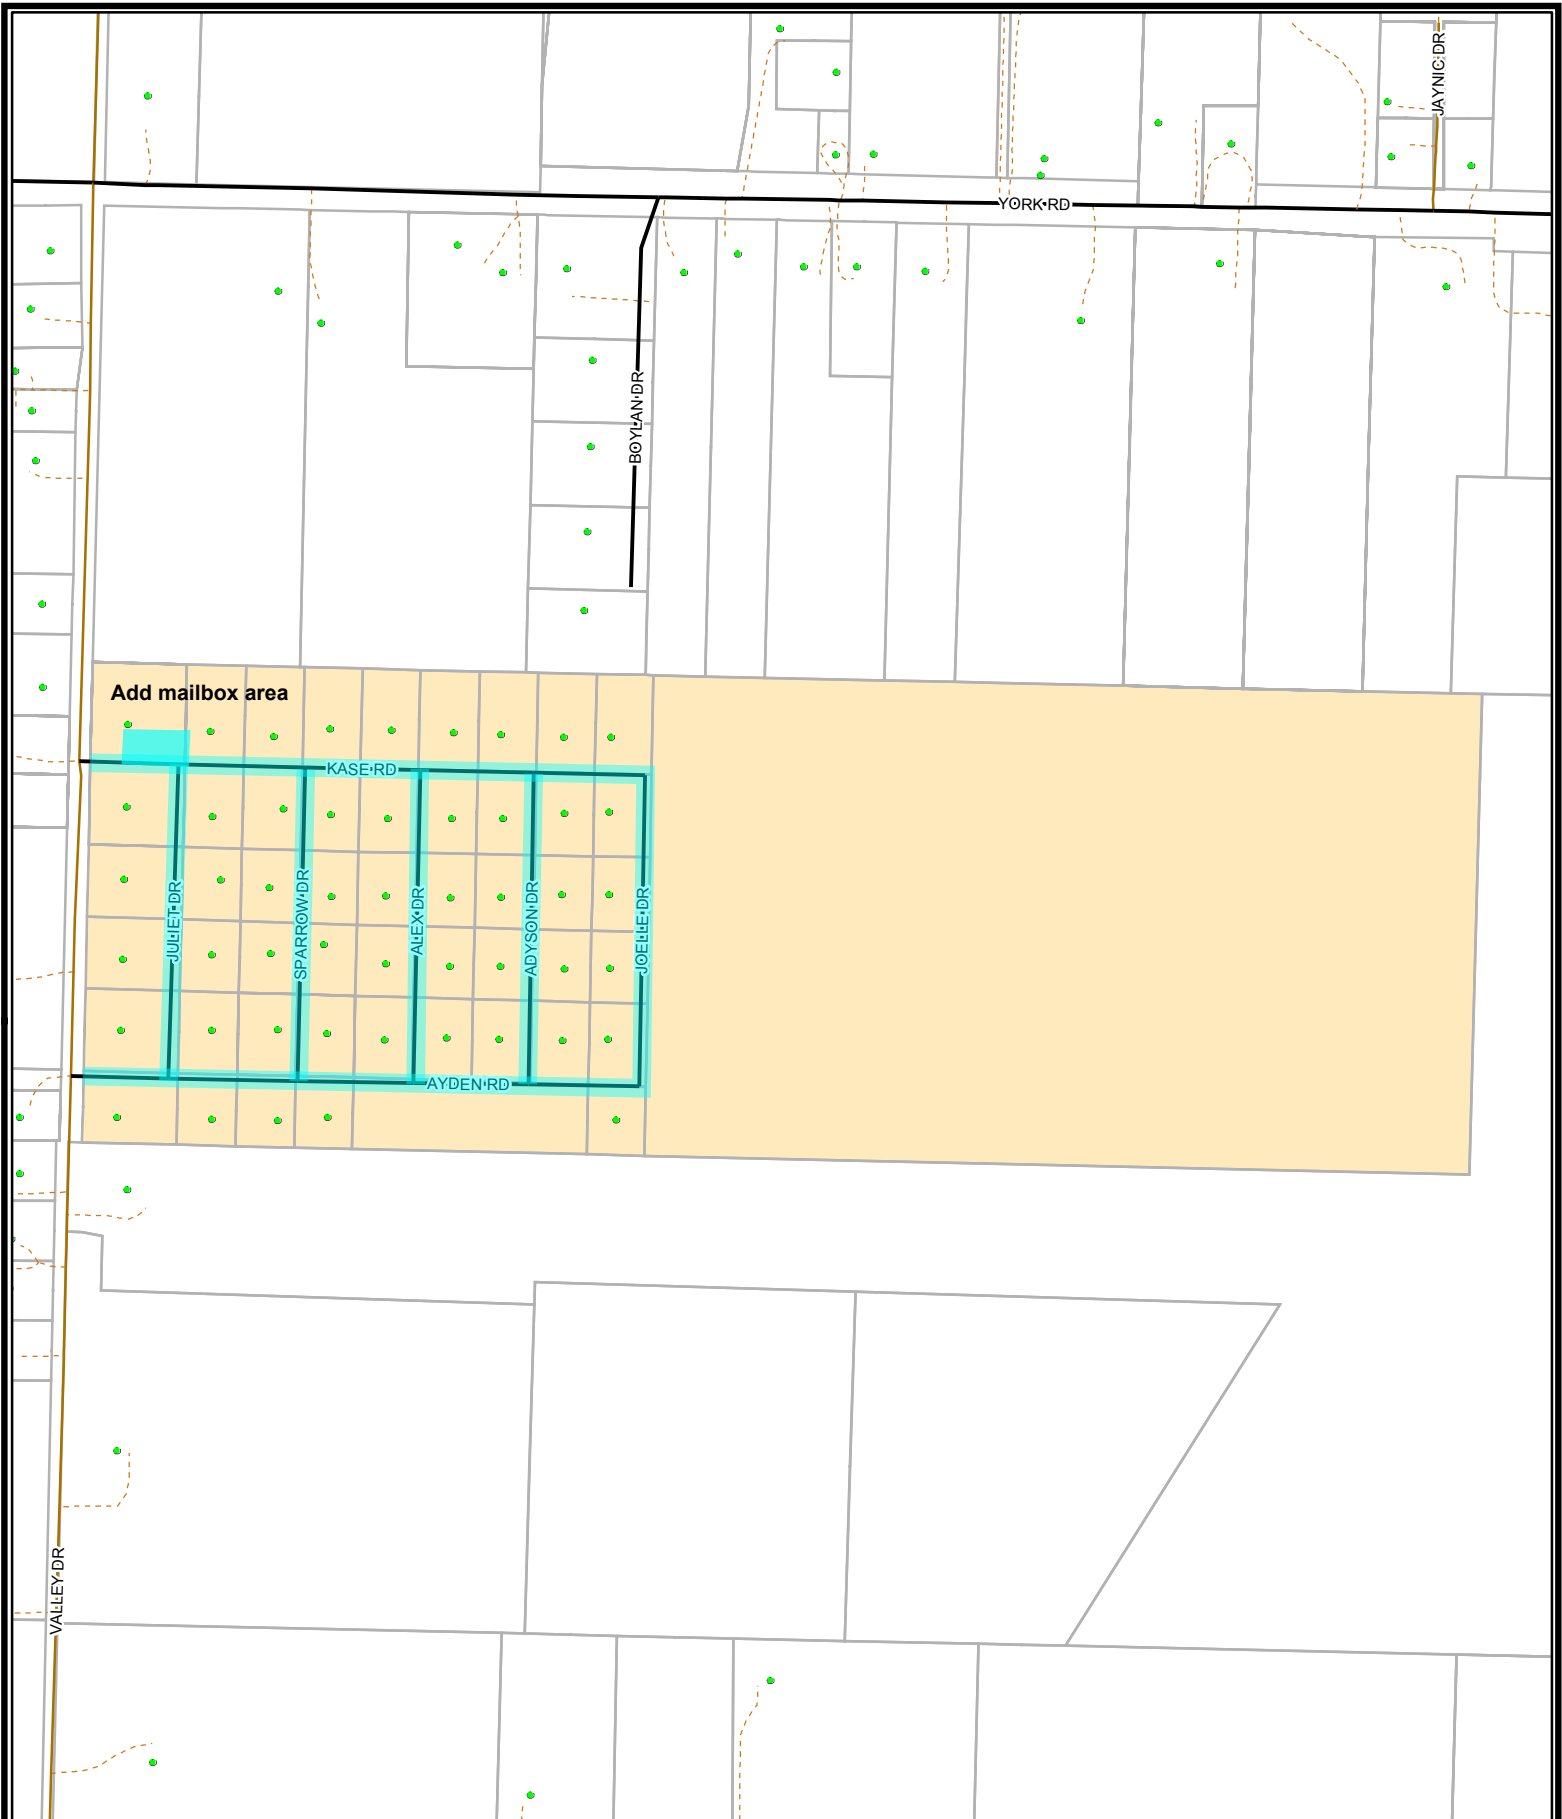 JAYNIC DR
YORK RD
BOYLAN DR
Add mailbox area
KASE RD
JULIET DR
SPARROW DR
ALEX DR
ADYSON DR
JOELLE DR
AYDEN RD
VALLEY DR